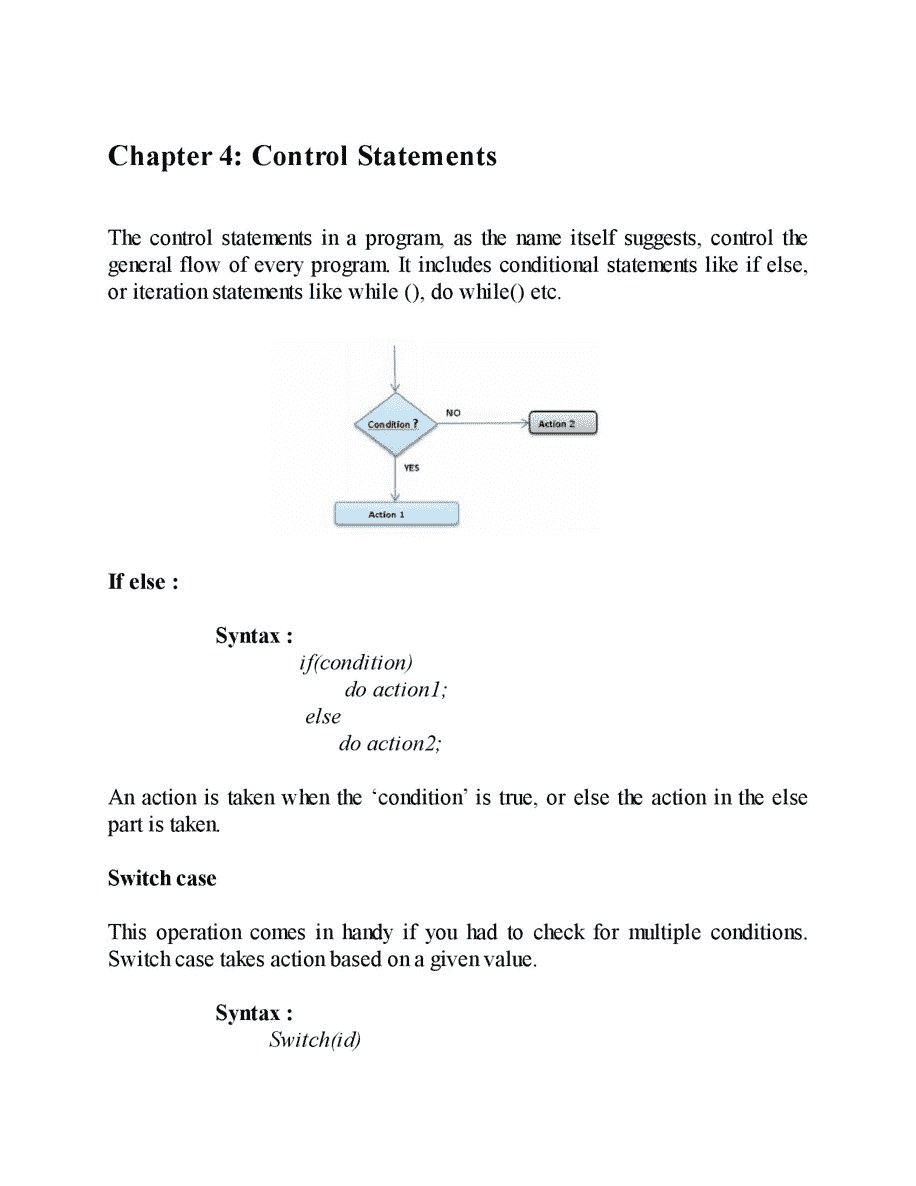 Chapter 4: Control Statements
The control statements in a program, as the name itself suggests, control the
general flow of every program. It includes conditional statements like if else,
or iteration statements like while (), do while() etc.
Condition ?
NO
Action 2
YES
Action 1
If else :
Syntax :
if(condition)
do action1;
else
do action2;
An action is taken when the ‘condition’ is true, or else the action in the else
part is taken.
Switch case
This operation comes in handy if you had to check for multiple conditions.
Switch case takes action based on a given value.
Syntax :
Switch(id)